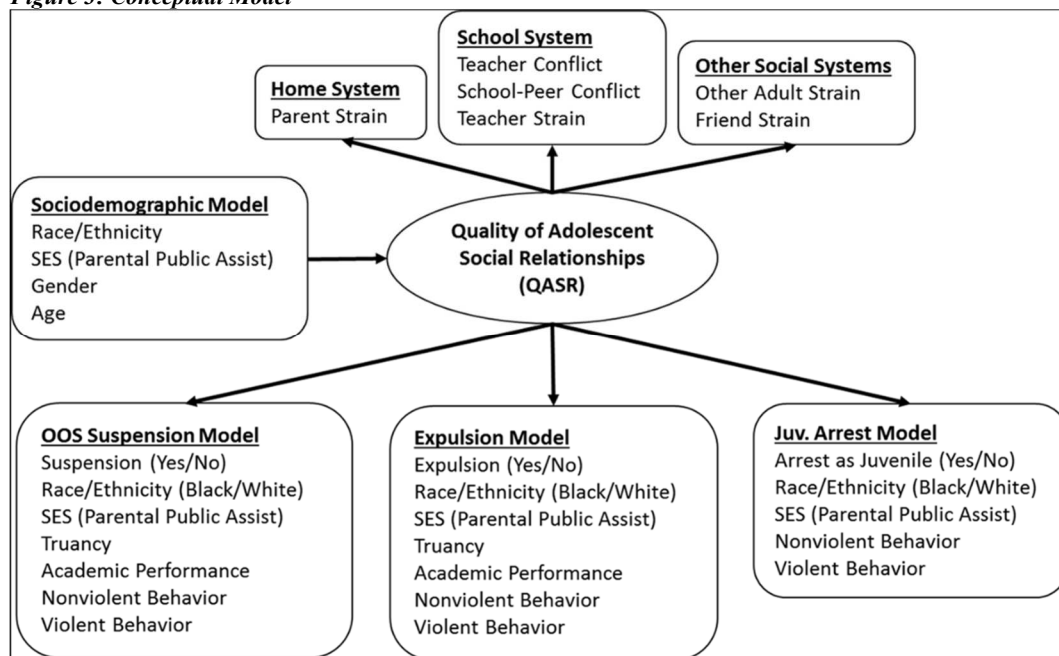 Figure 3: Conceptual Model
School System
Teacher Conflict
School-Peer Conflict
Teacher Strain
Home System
Parent Strain
Other Social Systems
Other Adult Strain
Friend Strain
Sociodemographic Model
Race/Ethnicity
SES (Parental Public Assist)
Gender
Age
Quality of Adolescent
Social Relationships
(QASR)
OOS Suspension Model
Suspension (Yes/No)
Race/Ethnicity (Black/White)
SES (Parental Public Assist)
Truancy
Academic Performance
Nonviolent Behavior
Violent Behavior
Expulsion Model
Expulsion (Yes/No)
Race/Ethnicity (Black/White)
SES (Parental Public Assist)
Truancy
Academic Performance
Nonviolent Behavior
Violent Behavior
Juv. Arrest Model
Arrest as Juvenile (Yes/No)
Race/Ethnicity (Black/White)
SES (Parental Public Assist)
Nonviolent Behavior
Violent Behavior